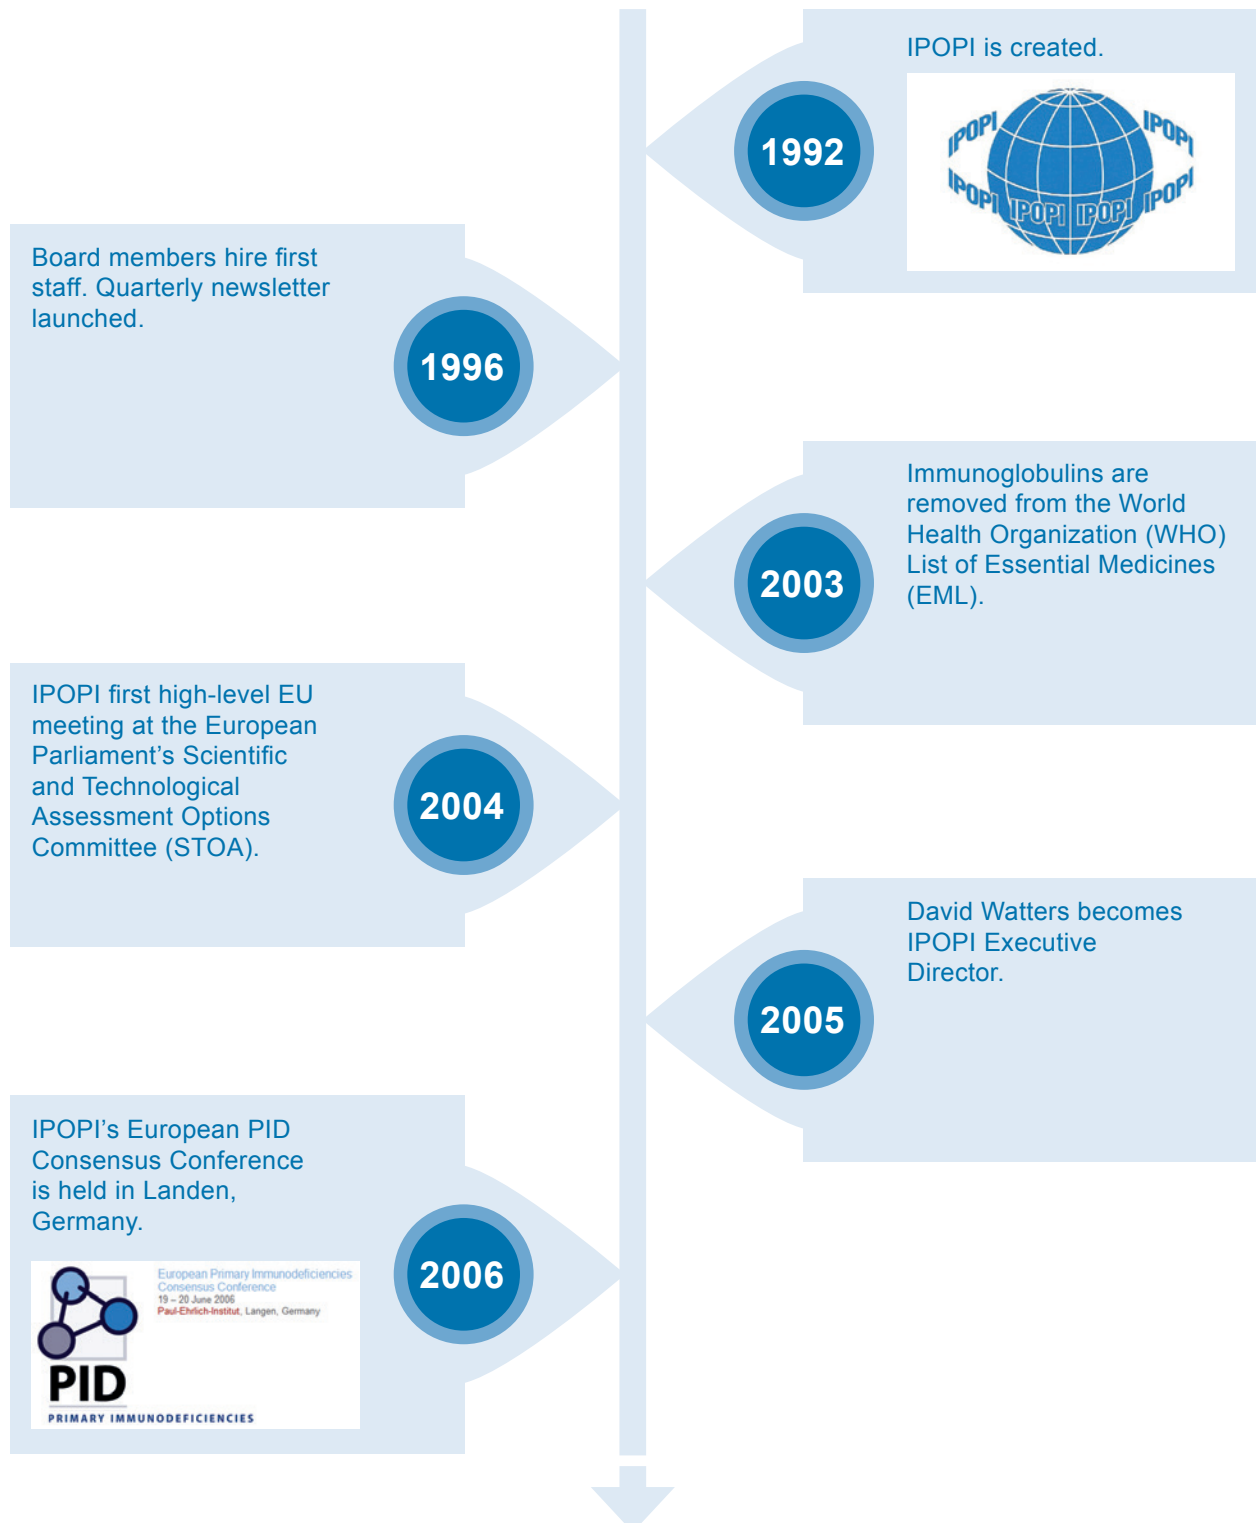 IPOPI is created.
1992
IPOPI IPOPI
IPOPI IPOPI IPOPI IPOPI
Board members hire first
staff. Quarterly newsletter
launched.
1996
Immunoglobulins are
removed from the World
Health Organization (WHO)
List of Essential Medicines
(EML).
2003
IPOPI first high-level EU
meeting at the European
Parliament’s Scientific
and Technological
Assessment Options
Committee (STOA).
2004
David Watters becomes
IPOPI Executive
Director.
2005
IPOPI’s European PID
Consensus Conference
is held in Landen,
Germany.
2006
European Primary Immunodeficiencies
Consensus Conference
19 – 20 June 2006
Paul-Ehrlich-Institut, Langen, Germany
PID
PRIMARY IMMUNODEFICIENCIES